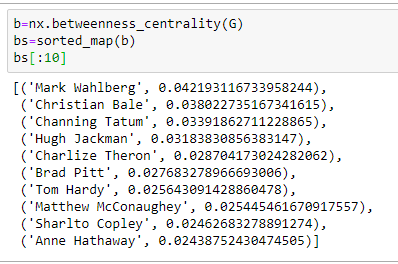 b=nx.betweenness_centrality(G)
bs=sorted_map(b)
bs[:10]
[('Mark Wahlberg', 0.042193116733958244),
('Christian Bale', 0.038022735167341615),
('Channing Tatum', 0.03391862711228865),
('Hugh Jackman', 0.03183830856383147),
('Charlize Theron', 0.028704173024282062),
('Brad Pitt', 0.027683278966693006),
('Tom Hardy', 0.025643091428860478),
('Matthew McConaughey', 0.025445461670917557),
('Sharlto Copley', 0.02462683278891274),
('Anne Hathaway', 0.02438752430474505)]